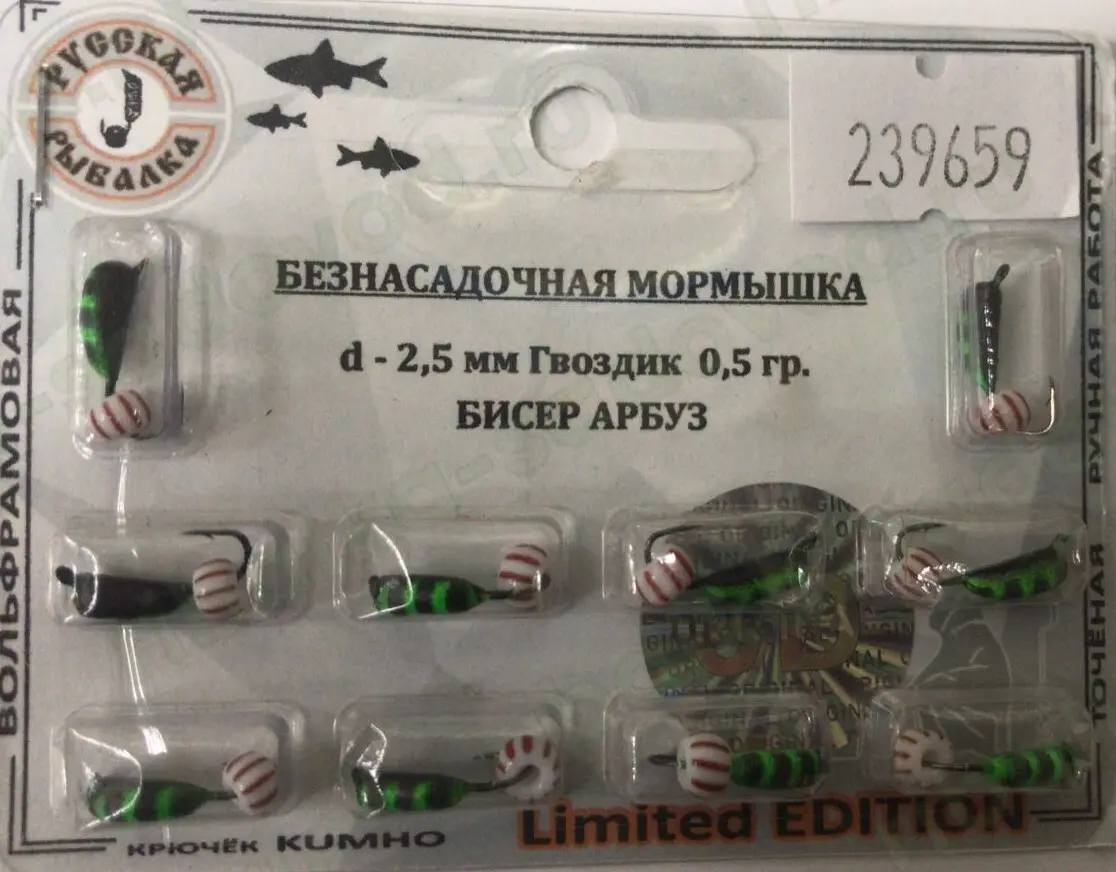 РУССКАЯ
РЫБАЛКА
239659
БЕЗНАСАДОЧНАЯ МОРМЫШКА
d - 2,5 мм Гвоздик 0,5 гр.
БИСЕР АРБУЗ
ВОЛЬФРАМОВАЯ
ТОЧЁНАЯ РУЧНАЯ РАБОТА
КРЮЧЁК KUMHO
Limited EDITION